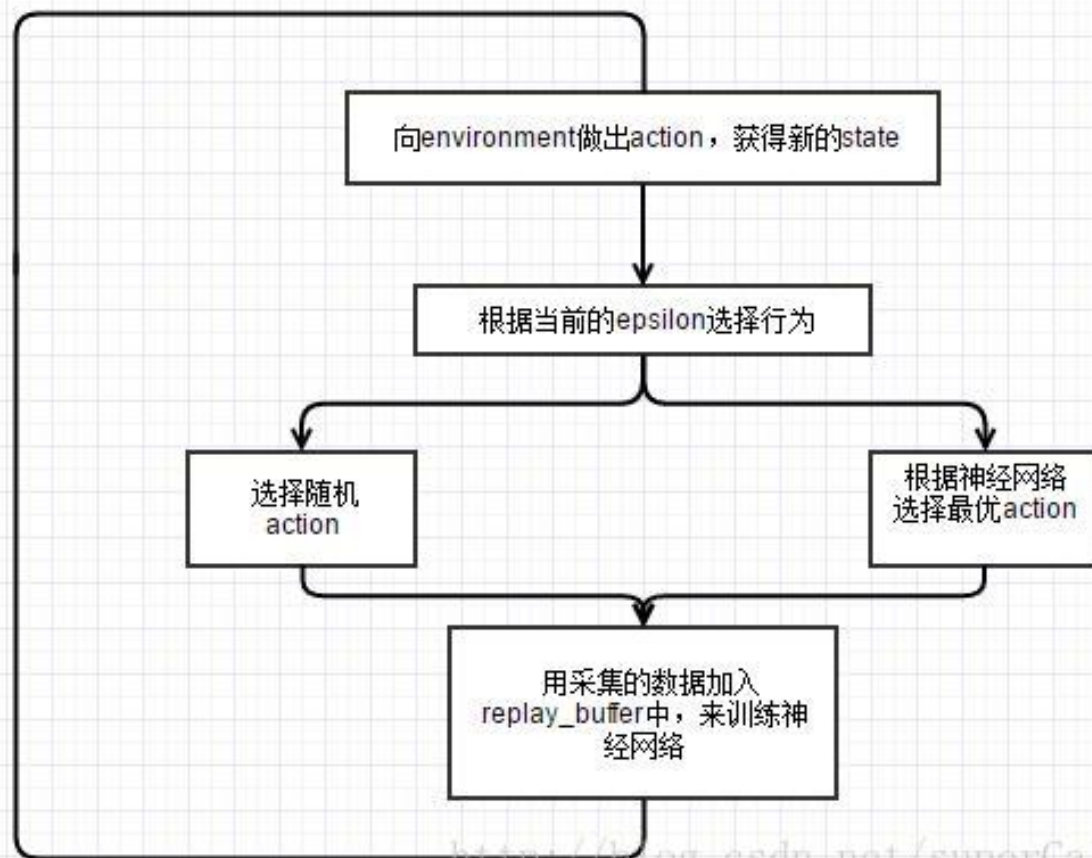 向environment做出action，获得新的state
根据当前的epsilon选择行为
选择随机
action
根据神经网络
选择最优action
用采集的数据加入
replay_buffer中，来训练神
经网络